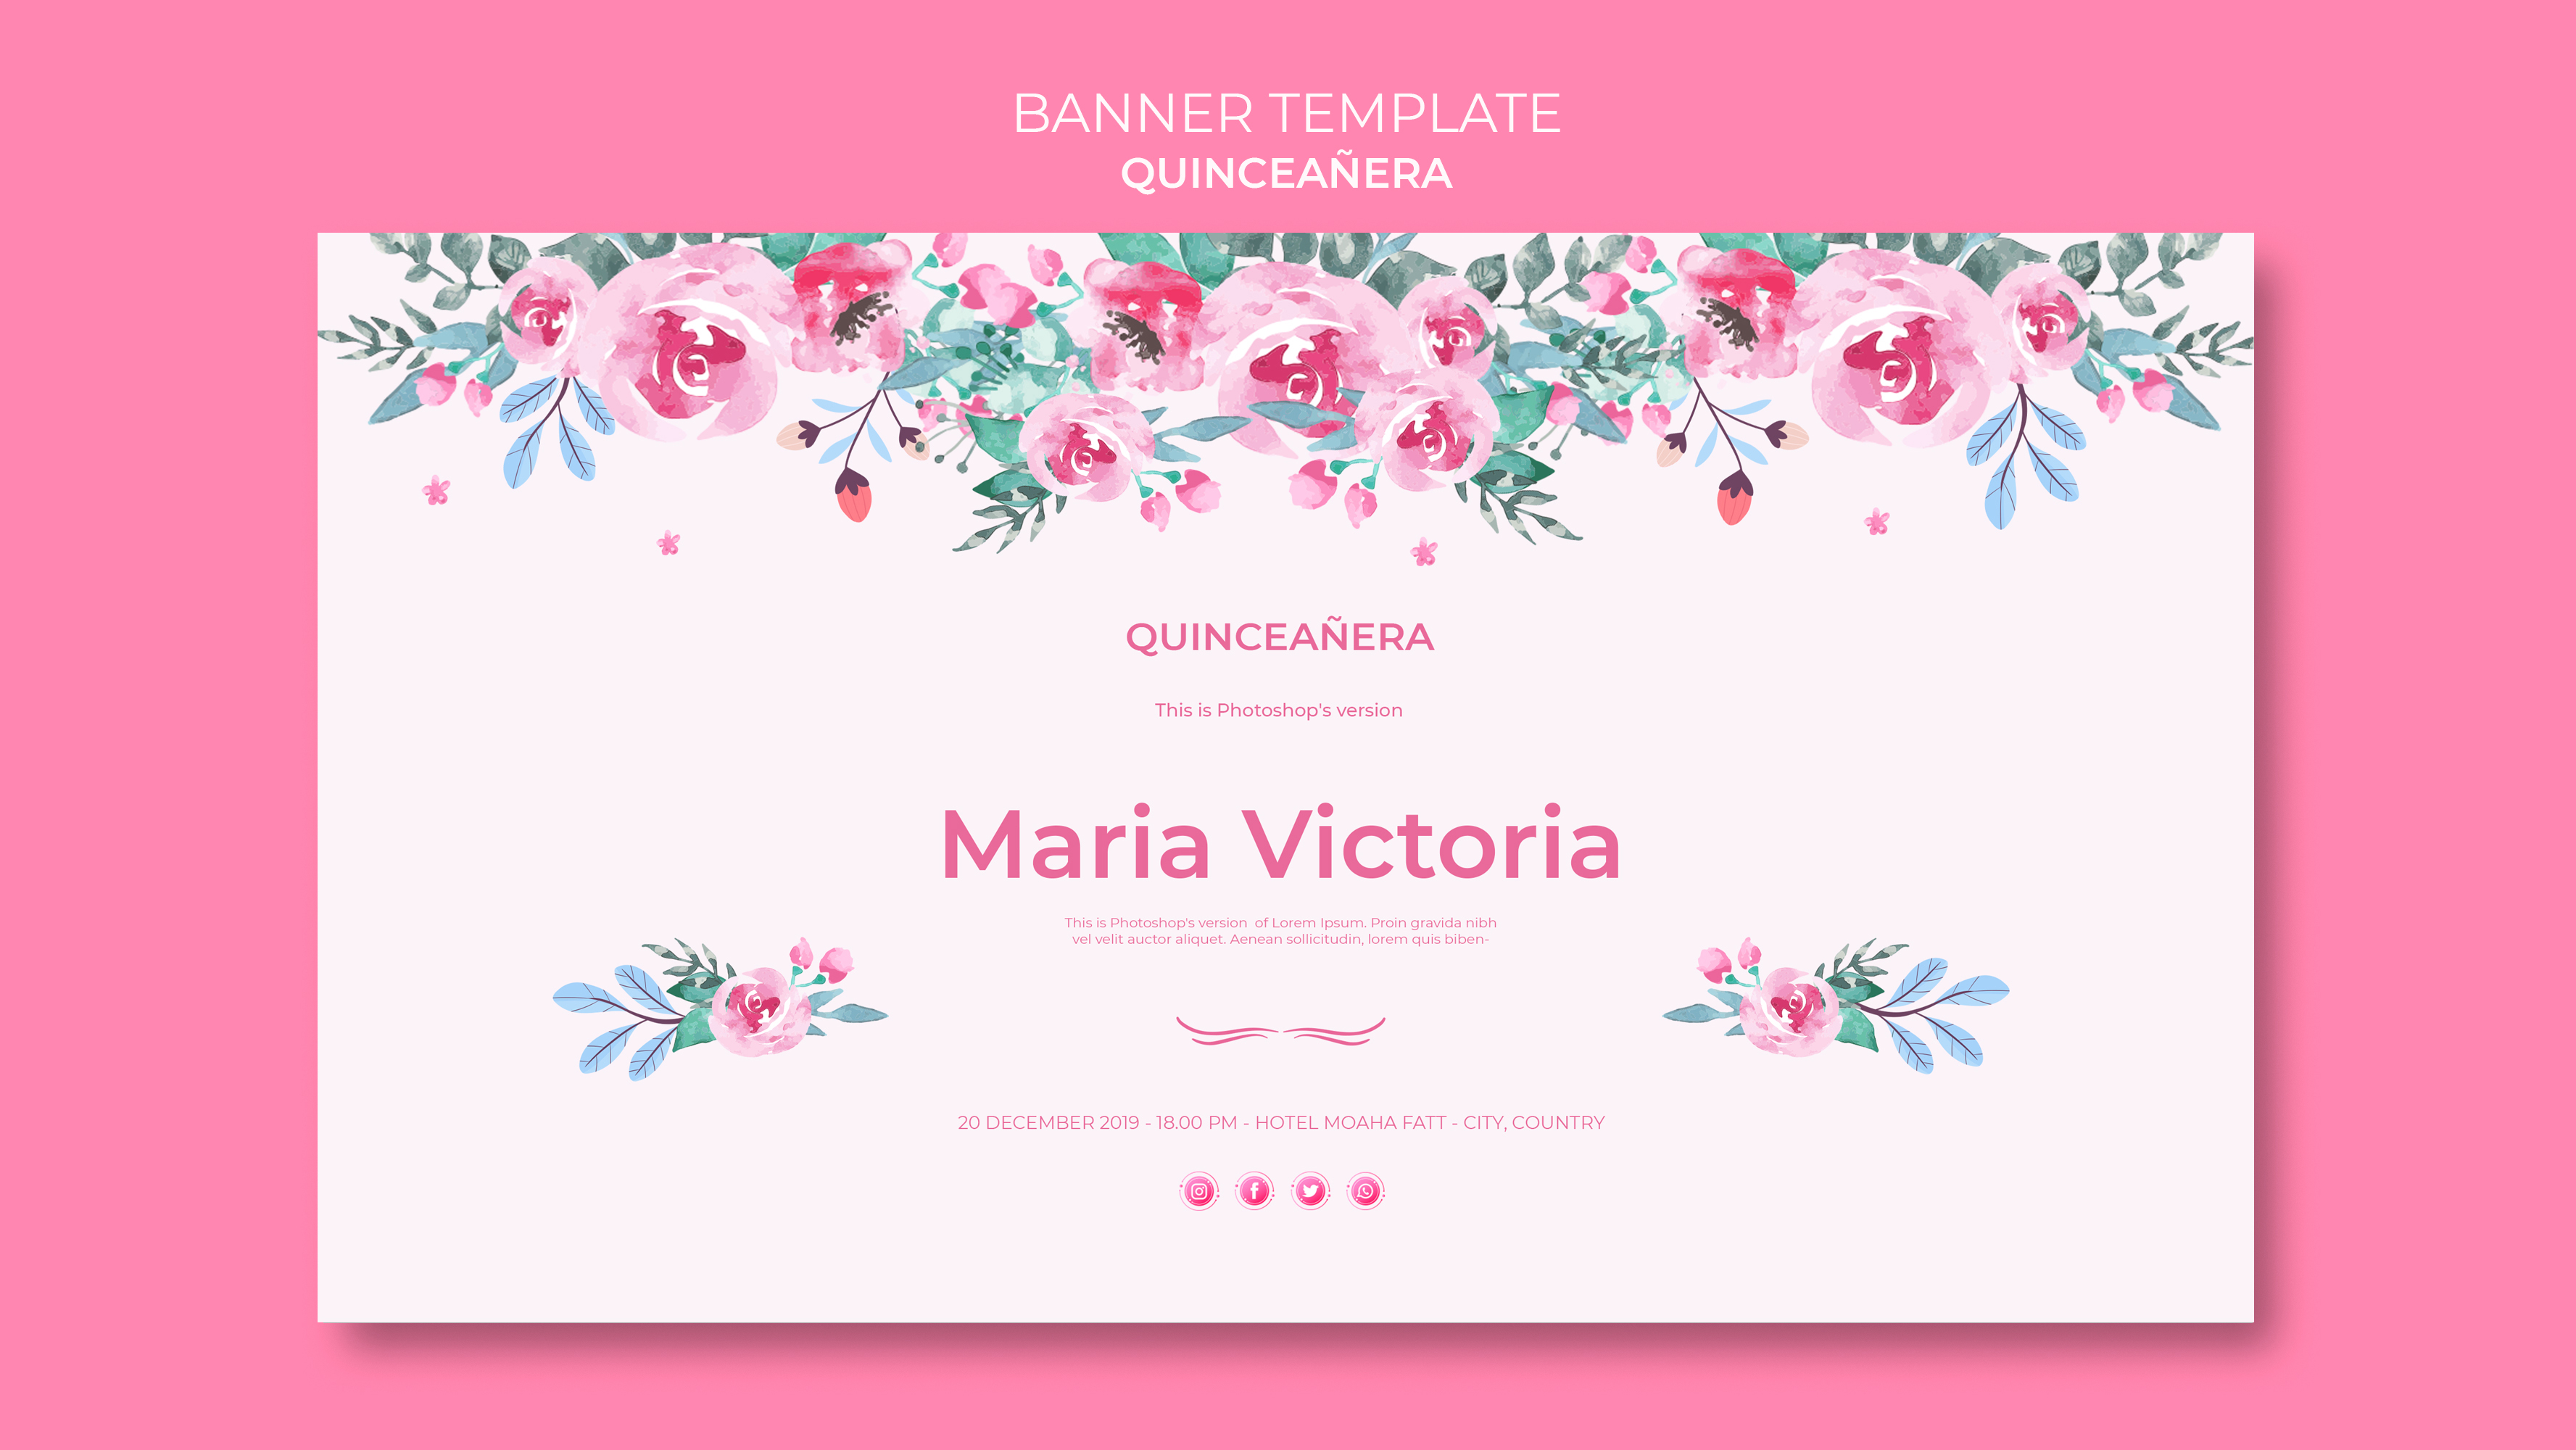 BANNER TEMPLATE
QUINCEAÑERA
QUINCEAÑERA
This is Photoshop's version
Maria Victoria
This is Photoshop's version  of Lorem Ipsum. Proin gravida nibh
vel velit auctor aliquet. Aenean sollicitudin, lorem quis biben-
20 DECEMBER 2019 - 18.00 PM - HOTEL MOAHA FATT - CITY, COUNTRY